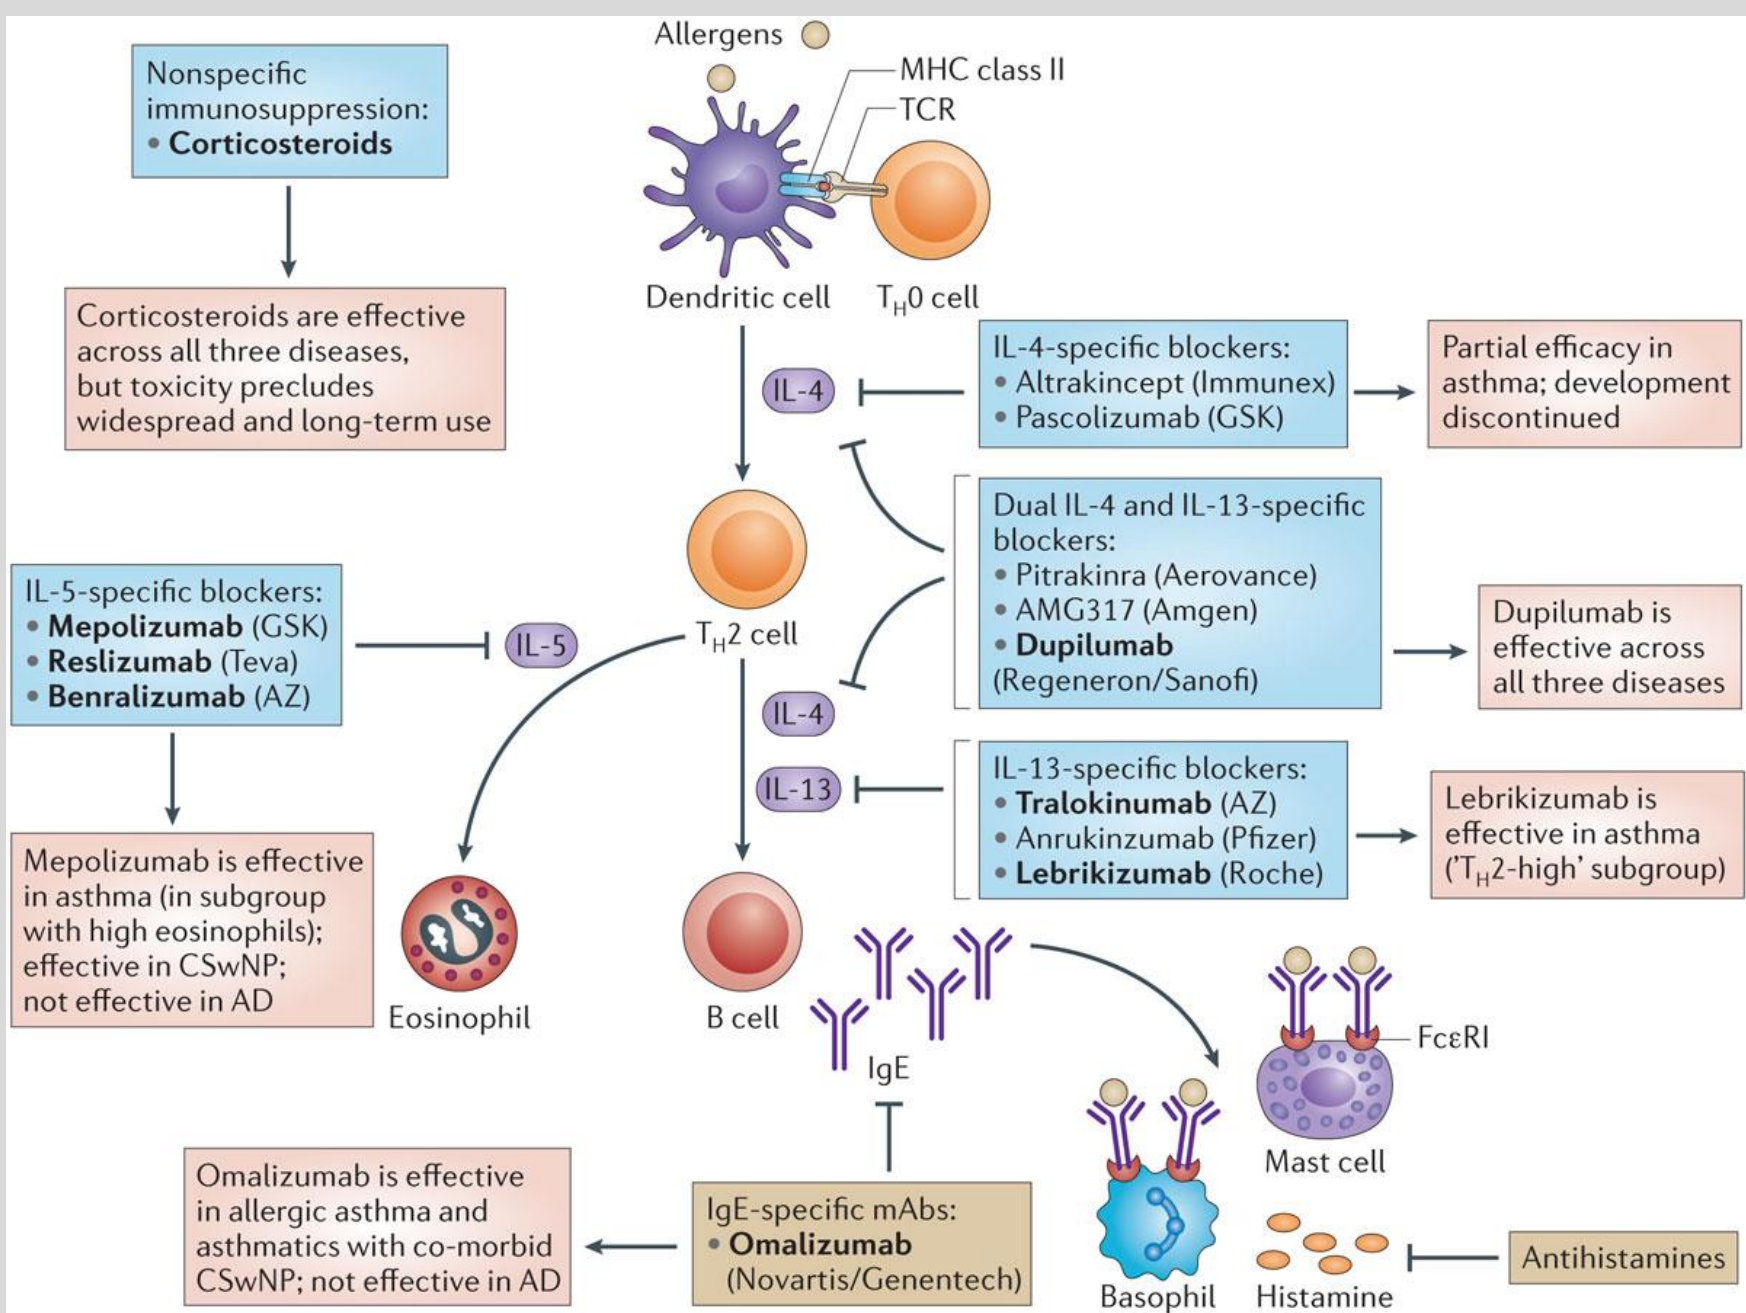 Allergens
MHC class II
TCR
Nonspecific
immunosuppression:
• Corticosteroids
Dendritic cell
TH0 cell
Corticosteroids are effective
across all three diseases,
but toxicity precludes
widespread and long-term use
IL-4
IL-4-specific blockers:
• Altrakincept (Immunex)
• Pascolizumab (GSK)
Partial efficacy in
asthma; development
discontinued
Dual IL-4 and IL-13-specific
blockers:
• Pitrakinra (Aerovance)
• AMG317 (Amgen)
• Dupilumab
(Regeneron/Sanofi)
Dupilumab is
effective across
all three diseases
IL-5-specific blockers:
• Mepolizumab (GSK)
• Reslizumab (Teva)
• Benralizumab (AZ)
IL-5
TH2 cell
IL-4
IL-13
IL-13-specific blockers:
• Tralokinumab (AZ)
• Anrukinzumab (Pfizer)
• Lebrikizumab (Roche)
Lebrikizumab is
effective in asthma
('TH2-high' subgroup)
Mepolizumab is effective
in asthma (in subgroup
with high eosinophils);
effective in CSwNP;
not effective in AD
Eosinophil
B cell
IgE
FcεRI
Mast cell
Omalizumab is effective
in allergic asthma and
asthmatics with co-morbid
CSwNP; not effective in AD
IgE-specific mAbs:
• Omalizumab
(Novartis/Genentech)
Basophil
Histamine
Antihistamines